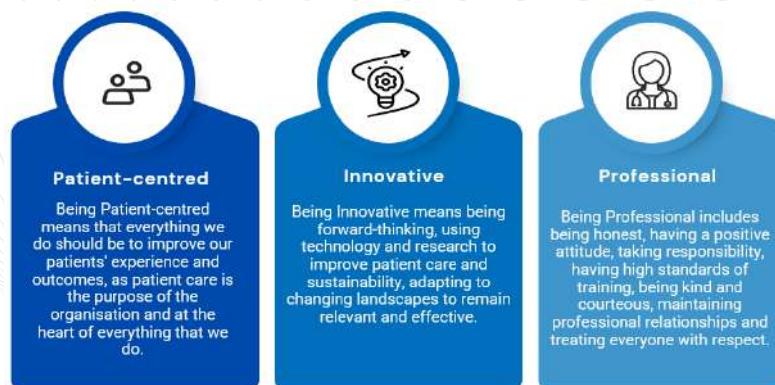 Patient-centred
Being Patient-centred
means that everything we
do should be to improve our
patients' experience and
outcomes, as patient care is
the purpose of the
organisation and at the
heart of everything that we
do.
Innovative
Being Innovative means being
forward-thinking, using
technology and research to
improve patient care and
sustainability, adapting to
changing landscapes to remain
relevant and effective.
Professional
Being Professional includes
being honest, having a positive
attitude, taking responsibility,
having high standards of
training, being kind and
courteous, maintaining
professional relationships and
treating everyone with respect.